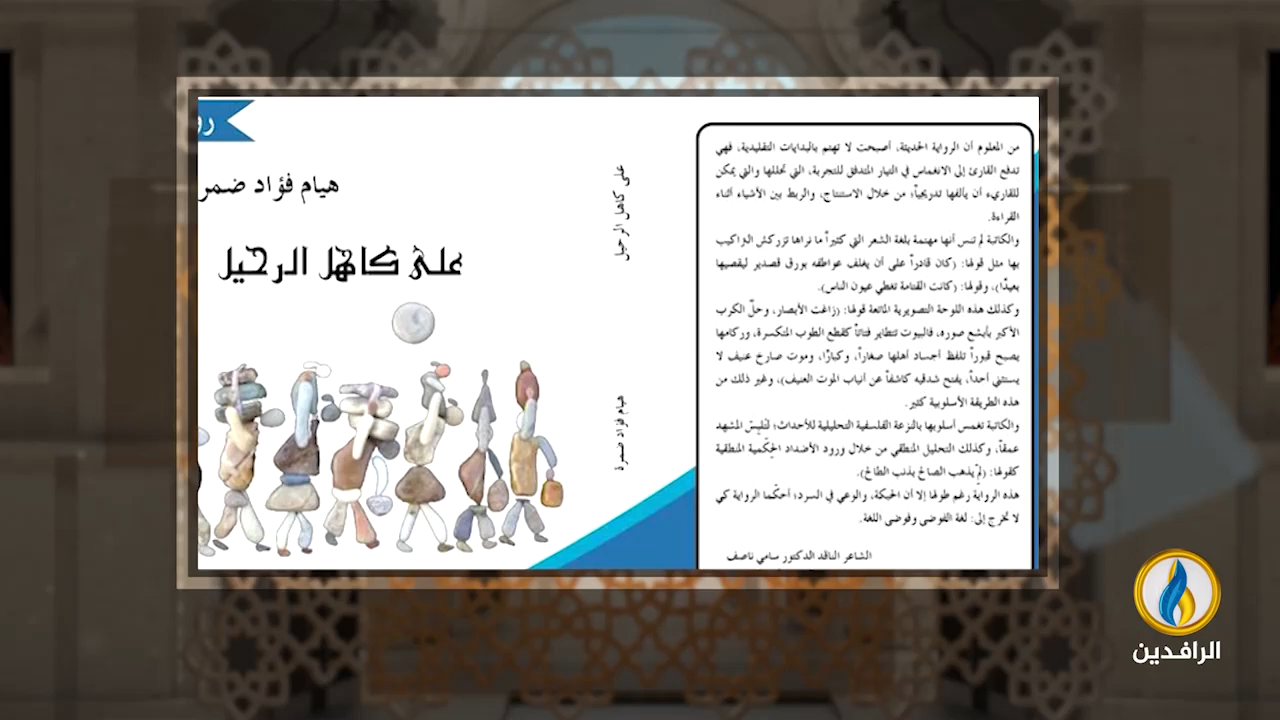 رو
هيام فؤاد ضمر
على كاهل الرحيل
على كاهل الرحيل
هيام فؤاد ضمرة
من المعلوم أن الرواية الحديثة، أصبحت لا تهتم بالبدايات التقليدية، فهي
تدفع القارئ إلى الانغماس في التيار المتدفق للتجربة، التي تحللها والتي يمكن
للقاريء أن يألفها تدريجياً؛ من خلال الاستنتاج، والربط بين الأشياء أثناء
القراءة.
والكاتبة لم تنس أنها مهتمة بلغة الشعر التي كثيراً ما نراها تزركش التراكيب
بها مثل قولها: (كان قادراً على أن يغلف عواطفه بورق قصدير ليقصيها
بعيدًا)، وقولها: (كانت القتامة تغطي عيون الناس).
وكذلك هذه اللوحة التصويرية الماتعة قولها: (زاغت الأبصار، وحلّ الكرب
الأكبر بأبشع صوره، فالبيوت تتطاير فتاتاً كقطع الطوب المتكسرة، وركامها
يصبح قبوراً تلفظ أجساد أهلها صغاراً، وكبارًا، وموت صارخ عنيف لا
يستثني أحداً، يفتح شدقيه كاشفاً عن أنياب الموت العنيف)، وغير ذلك من
هذه الطريقة الأسلوبية كثير.
والكاتبة تغمس أسلوبها بالنزعة الفلسفية التحليلية للأحداث؛ لتُلبِسَ المشهد
عمقاً، وكذلك التحليل المنطقي من خلال ورود الأضداد الحِكَمية المنطقية
كقولها: (لمْ يذهب الصالح بذنب الطالح).
هذه الرواية رغم طولها إلا أن الحبكة، والوعي في السرد؛ أحكما الرواية كي
لا تخرج إلى: لغة الفوضى وفوضى اللغة.
الشاعر الناقد الدكتور سامي ناصف
الرافدين